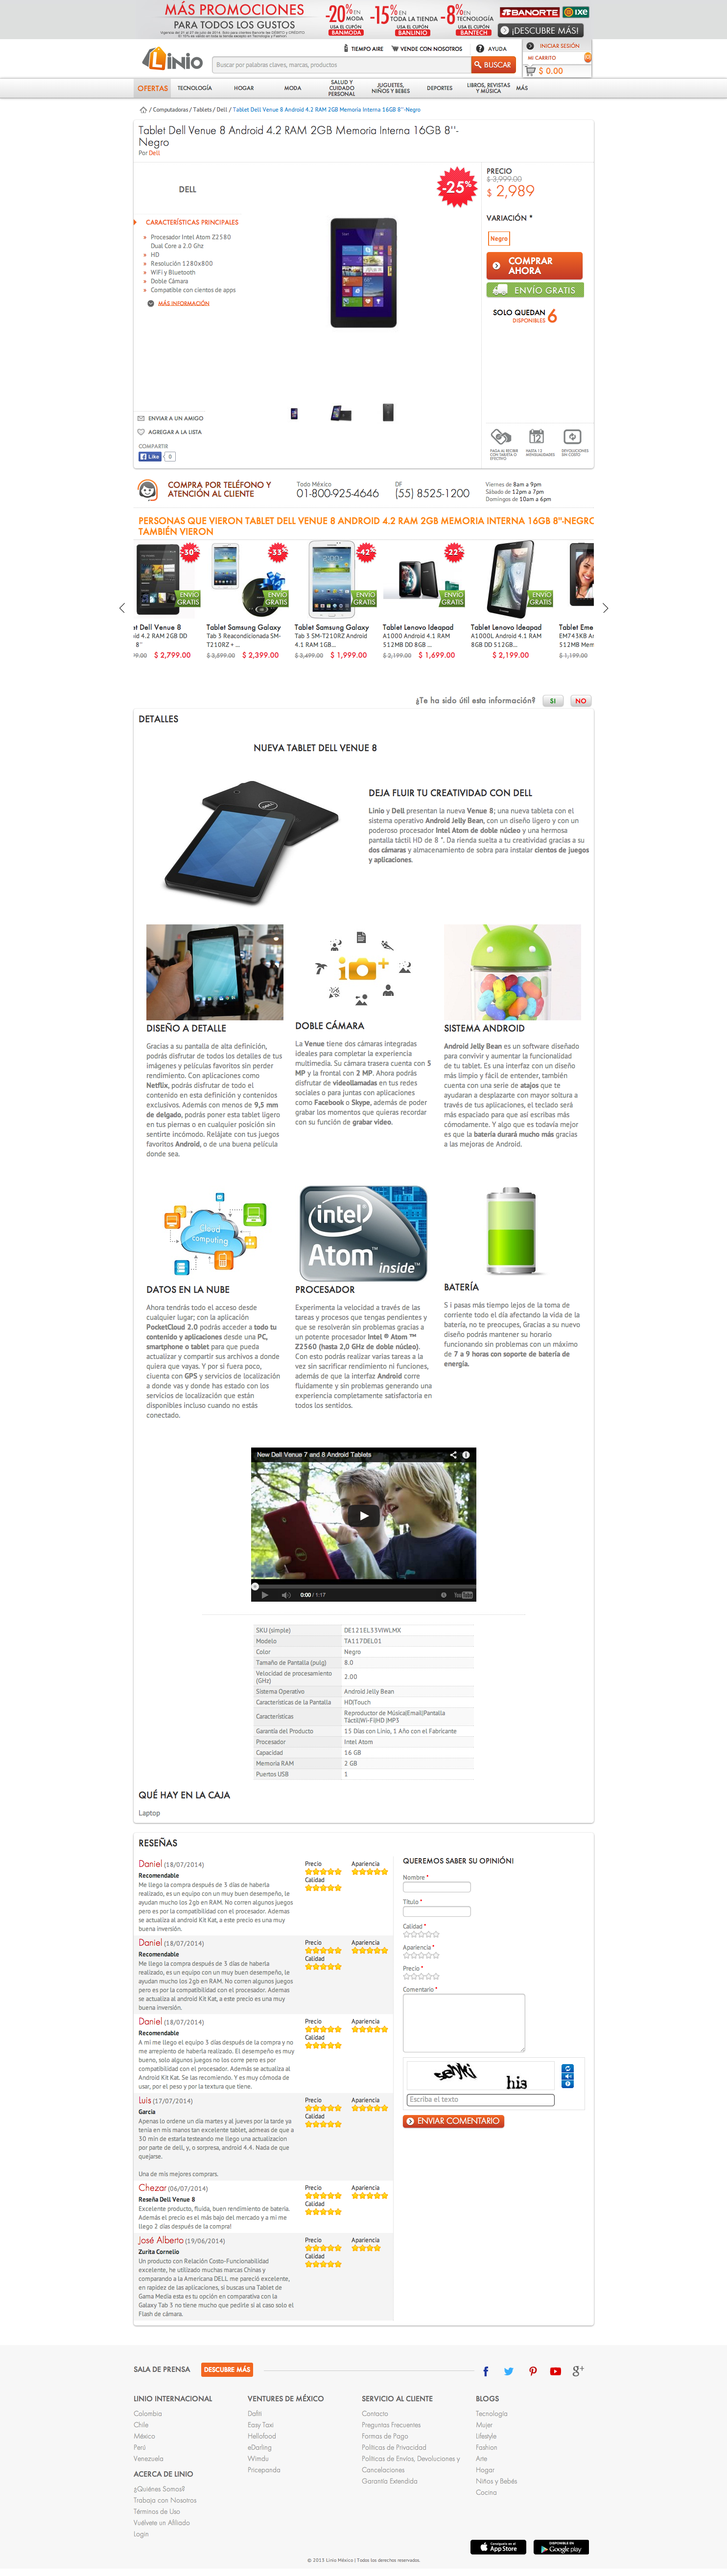 MÁS PROMOCIONES
PARA TODOS LOS GUSTOS
-20% EN MODA
USA EL CUPÓN
BANMODA
-15% EN TODA LA TIENDA
USA EL CUPÓN
BANLINIO
-8% EN TECNOLOGÍA
USA EL CUPÓN
BANTECH
BANORTE
IXE
¡DESCUBRE MÁS!
TIEMPO AIRE
VENDE CON NOSOTROS
AYUDA
INICIAR SESIÓN
MI CARRITO
$ 0.00
Linio
Buscar por palabras claves, marcas, productos
BUSCAR
OFERTAS
TECNOLOGÍA
HOGAR
MODA
SALUD Y CUIDADO PERSONAL
JUGUETES, NIÑOS Y BEBES
DEPORTES
LIBROS, REVISTAS Y MÚSICA
MÁS
/ Computadoras / Tablets / Dell / Tablet Dell Venue 8 Android 4.2 RAM 2GB Memoria Interna 16GB 8''-Negro
Tablet Dell Venue 8 Android 4.2 RAM 2GB Memoria Interna 16GB 8''-
Negro
Por Dell
DELL
-25%
PRECIO
$ 3,999.00
$ 2,989
VARIACIÓN *
Negro
COMPRAR AHORA
ENVÍO GRATIS
SOLO QUEDAN
DISPONIBLES 6
CARACTERÍSTICAS PRINCIPALES
Procesador Intel Atom Z2580
Dual Core a 2.0 Ghz
HD
Resolución 1280x800
WiFi y Bluetooth
Doble Cámara
Compatible con cientos de apps
MÁS INFORMACIÓN
ENVIAR A UN AMIGO
AGREGAR A LA LISTA
COMPARTIR
Like 0
PAGA AL RECIBIR CON TARJETA O EFECTIVO
HASTA 12 MENSUALIDADES
DEVOLUCIONES SIN COSTO
COMPRA POR TELÉFONO Y
ATENCIÓN AL CLIENTE
Todo México
01-800-925-4646
DF
(55) 8525-1200
Viernes de 8am a 9pm
Sábado de 12pm a 7pm
Domingos de 10am a 6pm
PERSONAS QUE VIERON TABLET DELL VENUE 8 ANDROID 4.2 RAM 2GB MEMORIA INTERNA 16GB 8''-NEGRO
TAMBIÉN VIERON
-30%
ENVÍO GRATIS
et Dell Venue 8
id 4.2 RAM 2GB DD
8 "
$ 2,799.00
-33%
ENVÍO GRATIS
Tablet Samsung Galaxy
Tab 3 Reacondicionada SM-
T210RZ + ...
$ 3,599.00 $ 2,399.00
-42%
ENVÍO GRATIS
Tablet Samsung Galaxy
Tab 3 SM-T210RZ Android
4.1 RAM 1GB...
$ 3,499.00 $ 1,999.00
-22%
ENVÍO GRATIS
Tablet Lenovo Ideapad
A1000 Android 4.1 RAM
512MB DD 8GB ...
$ 2,199.00 $ 1,699.00
ENVÍO GRATIS
Tablet Lenovo Ideapad
A1000L Android 4.1 RAM
8GB DD 512GB...
$ 2,199.00
Tablet Eme
EM743KB An
512MB Mem
$ 1,199.00
¿Te ha sido útil esta información?
SI
NO
DETALLES
NUEVA TABLET DELL VENUE 8
DEJA FLUIR TU CREATIVIDAD CON DELL
Linio y Dell presentan la nueva Venue 8; una nueva tableta con el
sistema operativo Android Jelly Bean, con un diseño ligero y con un
poderoso procesador Intel Atom de doble núcleo y una hermosa
pantalla táctil HD de 8 ". Da rienda suelta a tu creatividad gracias a su
dos cámaras y almacenamiento de sobra para instalar cientos de juegos
y aplicaciones.
DISEÑO A DETALLE
Gracias a su pantalla de alta definición,
podrás disfrutar de todos los detalles de tus
imágenes y películas favoritos sin perder
rendimiento. Con aplicaciones como
Netflix, podrás disfrutar de todo el
contenido en esta definición y contenidos
exclusivos. Además con menos de 9,5 mm
de delgado, podrás poner esta tablet ligero
en tus piernas o en cualquier posición sin
sentirte incómodo. Relájate con tus juegos
favoritos Android, o de una buena película
donde sea.
DOBLE CÁMARA
La Venue tiene dos cámaras integradas
ideales para completar la experiencia
multimedia. Su cámara trasera cuenta con 5
MP y la frontal con 2 MP. Ahora podrás
disfrutar de videollamadas en tus redes
sociales o para juntas con aplicaciones
como Facebook o Skype, además de poder
grabar los momentos que quieras recordar
con su función de grabar video.
SISTEMA ANDROID
Android Jelly Bean es un software diseñado
para convivir y aumentar la funcionalidad
de tu tablet. Es una interfaz con un diseño
más limpio y fácil de entender, también
cuenta con una serie de atajos que te
ayudaran a desplazarte con mayor soltura a
través de tus aplicaciones, el teclado será
más espaciado para que así escribas más
cómodamente. Y algo que es todavía mejor
es que la batería durará mucho más gracias
a las mejoras de Android.
Cloud computing
DATOS EN LA NUBE
Ahora tendrás todo el acceso desde
cualquier lugar; con la aplicación
PocketCloud 2.0 podrás acceder a todo tu
contenido y aplicaciones desde una PC,
smartphone o tablet para que pueda
actualizar y compartir sus archivos a donde
quiera que vayas. Y por si fuera poco,
ciuenta con GPS y servicios de localización
a donde vas y donde has estado con los
servicios de localización que están
disponibles incluso cuando no estás
conectado.
intel Atom inside™
PROCESADOR
Experimenta la velocidad a través de las
tareas y procesos que tengas pendientes y
que se resolverán sin problemas gracias a
un potente procesador Intel ® Atom ™
Z2560 (hasta 2,0 GHz de doble núcleo).
Con esto podrás realizar varias tareas a la
vez sin sacrificar rendimiento ni funciones,
además de que la interfaz Android corre
fluidamente y sin problemas generando una
experiencia completamente satisfactoria en
todos los sentidos.
BATERÍA
S i pasas mucho tiempo lejos de la toma de
corriente todo el día afectando la vida de la
batería, no te preocupes, Gracias a su nuevo
diseño podrás mantener su horario
funcionando sin problemas con un máximo
de 7 a 9 horas con soporte de batería de
energía.
New Dell Venue 7 and 8 Android Tablets
0:00 / 1:17
YouTube
SKU (simple) DE121EL33VIWLMX
Modelo TA117DEL01
Color Negro
Tamaño de Pantalla (pulg) 8.0
Velocidad de procesamiento (GHz) 2.00
Sistema Operativo Android Jelly Bean
Características de la Pantalla HD|Touch
Características Reproductor de Música|Email|Pantalla Táctil|Wi-Fi|HD |MP3
Garantía del Producto 15 Días con Linio, 1 Año con el Fabricante
Procesador Intel Atom
Capacidad 16 GB
Memoria RAM 2 GB
Puertos USB 1
QUÉ HAY EN LA CAJA
Laptop
RESEÑAS
Daniel (18/07/2014)
Precio
Apariencia
Calidad
Recomendable
Me llego la compra después de 3 días de haberla
realizado, es un equipo con un muy buen desempeño, le
ayudan mucho los 2gb en RAM. No corren algunos juegos
pero es por la compatibilidad con el procesador. Ademas
se actualiza al android Kit Kat, a este precio es una muy
buena inversión.
Daniel (18/07/2014)
Precio
Apariencia
Calidad
Recomendable
Me llego la compra después de 3 días de haberla
realizado, es un equipo con un muy buen desempeño, le
ayudan mucho los 2gb en RAM. No corren algunos juegos
pero es por la compatibilidad con el procesador. Ademas
se actualiza al android Kit Kat, a este precio es una muy
buena inversión.
Daniel (18/07/2014)
Precio
Apariencia
Calidad
Recomendable
A mi me llego el equipo 3 días después de la compra y no
me arrepiento de haberla realizado. El desempeño es muy
bueno, solo algunos juegos no los corre pero es por
compatibilidad con el procesador. Además se actualiza al
Android Kit Kat. Se las recomiendo. Y es muy cómoda de
usar, por el peso y por la textura que tiene.
Luis (17/07/2014)
Precio
Apariencia
Calidad
Garcia
Apenas lo ordene un dia martes y al jueves por la tarde ya
tenia en mis manos tan excelente tablet, admeas de que a
30 min de estarla testeando me llego una actualizacion
por parte de dell, y, o sorpresa, android 4.4. Nada de que
quejarse.
Una de mis mejores comprars.
Chezar (06/07/2014)
Precio
Apariencia
Calidad
Reseña Dell Venue 8
Excelente producto, fluida, buen rendimiento de batería.
Además el precio es el más bajo del mercado y a mi me
llego 2 días después de la compra!
José Alberto (19/06/2014)
Precio
Apariencia
Calidad
Zurita Cornelio
Un producto con Relación Costo-Funcionabilidad
excelente, he utilizado muchas marcas Chinas y
comparando a la Americana DELL me pareció excelente,
en rapidez de las aplicaciones, si buscas una Tablet de
Gama Media esta es tu opción en comparativa con la
Galaxy Tab 3 no tiene mucho que pedirle si al caso solo el
Flash de cámara.
QUEREMOS SABER SU OPINIÓN!
Nombre *
Título *
Calidad *
Apariencia *
Precio *
Comentario *
his
Escriba el texto
ENVIAR COMENTARIO
SALA DE PRENSA
DESCUBRE MÁS
LINIO INTERNACIONAL
Colombia
Chile
México
Perú
Venezuela
ACERCA DE LINIO
¿Quiénes Somos?
Trabaja con Nosotros
Términos de Uso
Vuélvete un Afiliado
Login
VENTURES DE MÉXICO
Dafiti
Easy Taxi
Hellofood
eDarling
Wimdu
Pricepanda
SERVICIO AL CLIENTE
Contacto
Preguntas Frecuentes
Formas de Pago
Políticas de Privacidad
Políticas de Envíos, Devoluciones y
Cancelaciones
Garantía Extendida
BLOGS
Tecnología
Mujer
Lifestyle
Fashion
Arte
Hogar
Niños y Bebés
Cocina
App Store
Google play
© 2013 Linio México | Todos los derechos reservados.